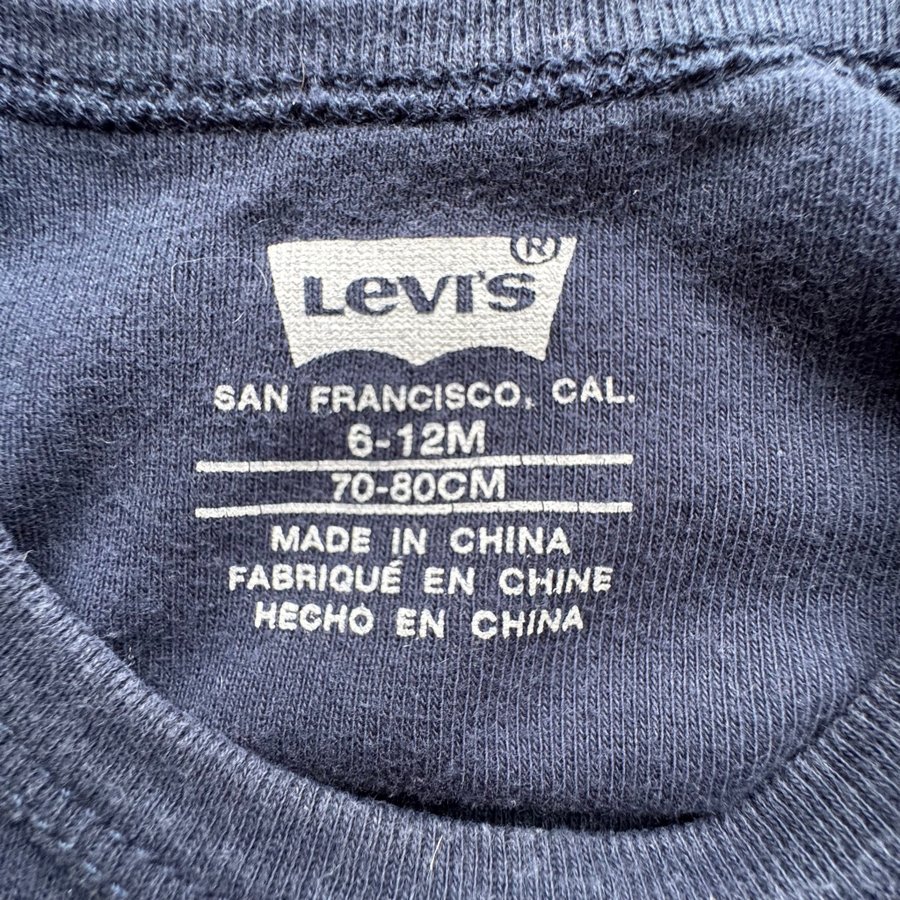 Levi's ®
SAN FRANCISCO, CAL.
6-12M
70-80CM
MADE IN CHINA
FABRIQUÉ EN CHINE
HECHO EN CHINA